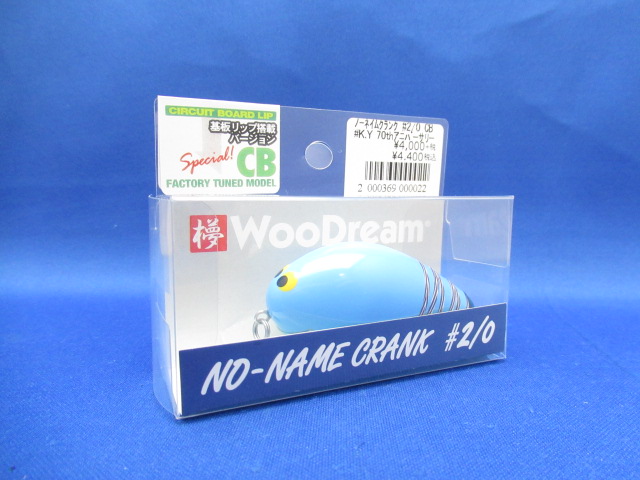 CIRCUIT BOARD LIP
基板リップ搭載
バージョン
Special!
CB
FACTORY TUNED MODEL
ノーネイムクランク #2/0 CB
#K.Y 70thアニバーサリー
¥4,000+税
¥4,400税込
2 000369 000022
夢 WooDream®
NO-NAME CRANK #2/0